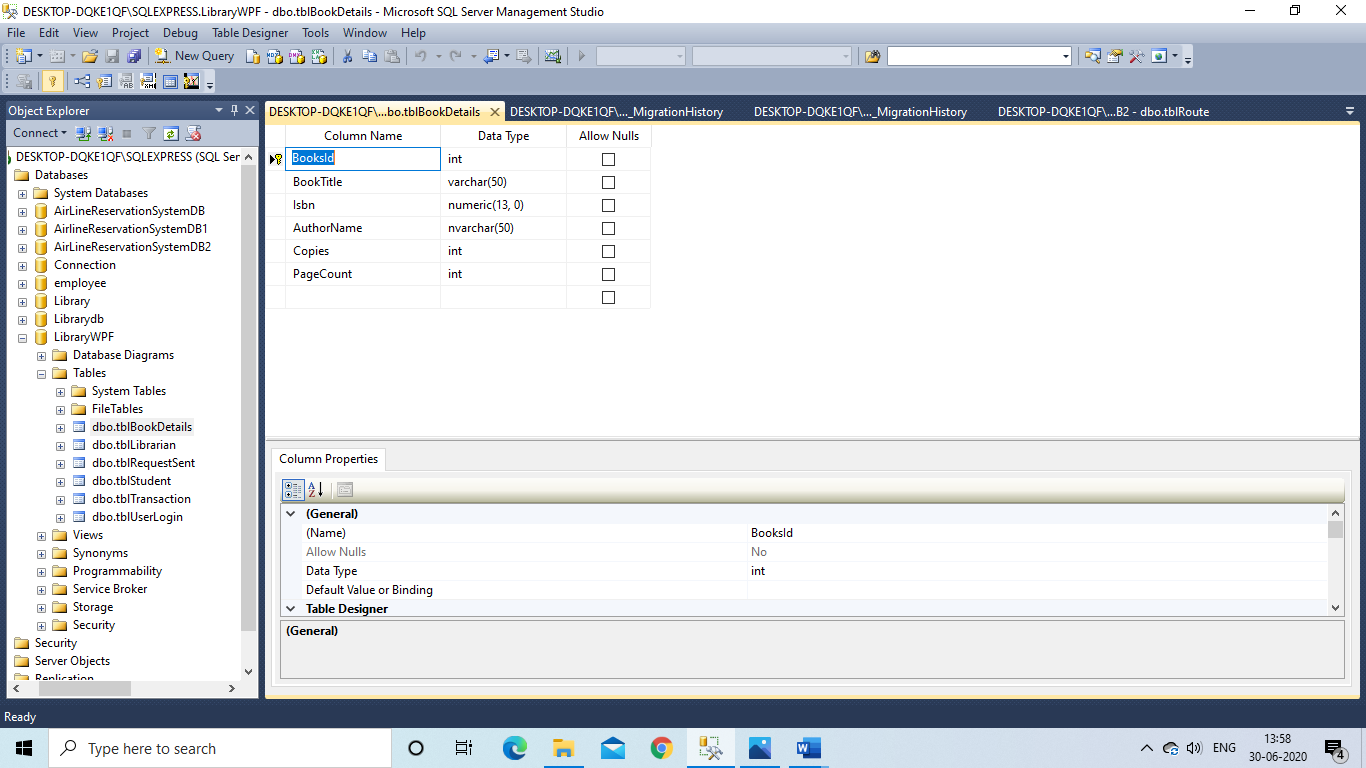 DESKTOP-DQKE1QF\SQLEXPRESS.LibraryWPF - dbo.tblBookDetails - Microsoft SQL Server Management Studio
File Edit View Project Debug Table Designer Tools Window Help
New Query
Object Explorer
Connect
DESKTOP-DQKE1QF\SQLEXPRESS (SQL Ser
Databases
System Databases
AirLineReservationSystemDB
AirlineReservationSystemDB1
AirLineReservationSystemDB2
Connection
employee
Library
Librarydb
LibraryWPF
Database Diagrams
Tables
System Tables
FileTables
dbo.tblBookDetails
dbo.tblLibrarian
dbo.tblRequestSent
dbo.tblStudent
dbo.tblTransaction
dbo.tblUserLogin
Views
Synonyms
Programmability
Service Broker
Storage
Security
Security
Server Objects
Replication
DESKTOP-DQKE1QF\...bo.tblBookDetails DESKTOP-DQKE1QF\..._MigrationHistory DESKTOP-DQKE1QF\..._MigrationHistory DESKTOP-DQKE1QF\...B2 - dbo.tblRoute
Column Name Data Type Allow Nulls
BooksId int
BookTitle varchar(50)
Isbn numeric(13, 0)
AuthorName nvarchar(50)
Copies int
PageCount int
Column Properties
(General)
(Name) BooksId
Allow Nulls No
Data Type int
Default Value or Binding
Table Designer
(General)
Ready
Type here to search
ENG
13:58
30-06-2020
4